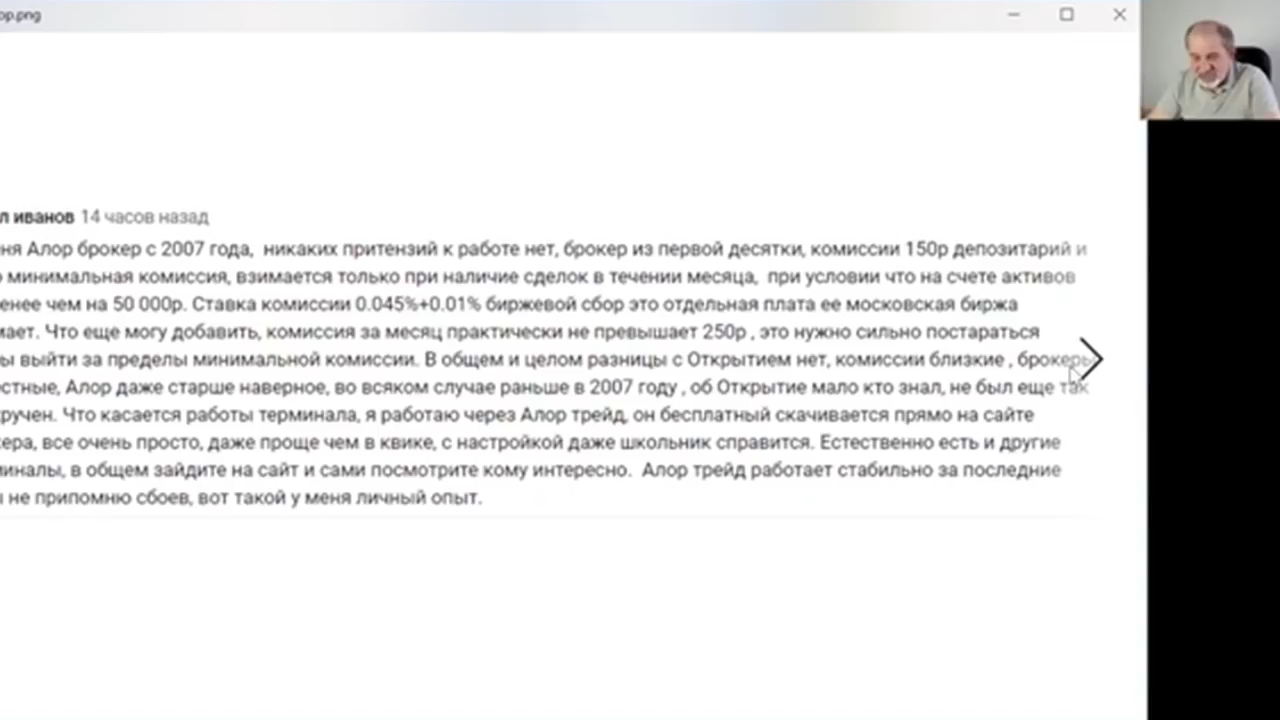 op.png
л иванов 14 часов назад
ня Алор брокер с 2007 года, никаких притензий к работе нет, брокер из первой десятки, комиссии 150р депозитарий и
о минимальная комиссия, взимается только при наличие сделок в течении месяца, при условии что на счете активов
енее чем на 50 000р. Ставка комиссии 0.045%+0.01% биржевой сбор это отдельная плата ее московская биржа
мает. Что еще могу добавить, комиссия за месяц практически не превышает 250р , это нужно сильно постараться
ы выйти за пределы минимальной комиссии. В общем и целом разницы с Открытием нет, комиссии близкие , брокеры
естные, Алор даже старше наверное, во всяком случае раньше в 2007 году , об Открытие мало кто знал, не был еще так
кручен. Что касается работы терминала, я работаю через Алор трейд, он бесплатный скачивается прямо на сайте
кера, все очень просто, даже проще чем в квике, с настройкой даже школьник справится. Естественно есть и другие
миналы, в общем зайдите на сайт и сами посмотрите кому интересно. Алор трейд работает стабильно за последние
не припомню сбоев, вот такой у меня личный опыт.